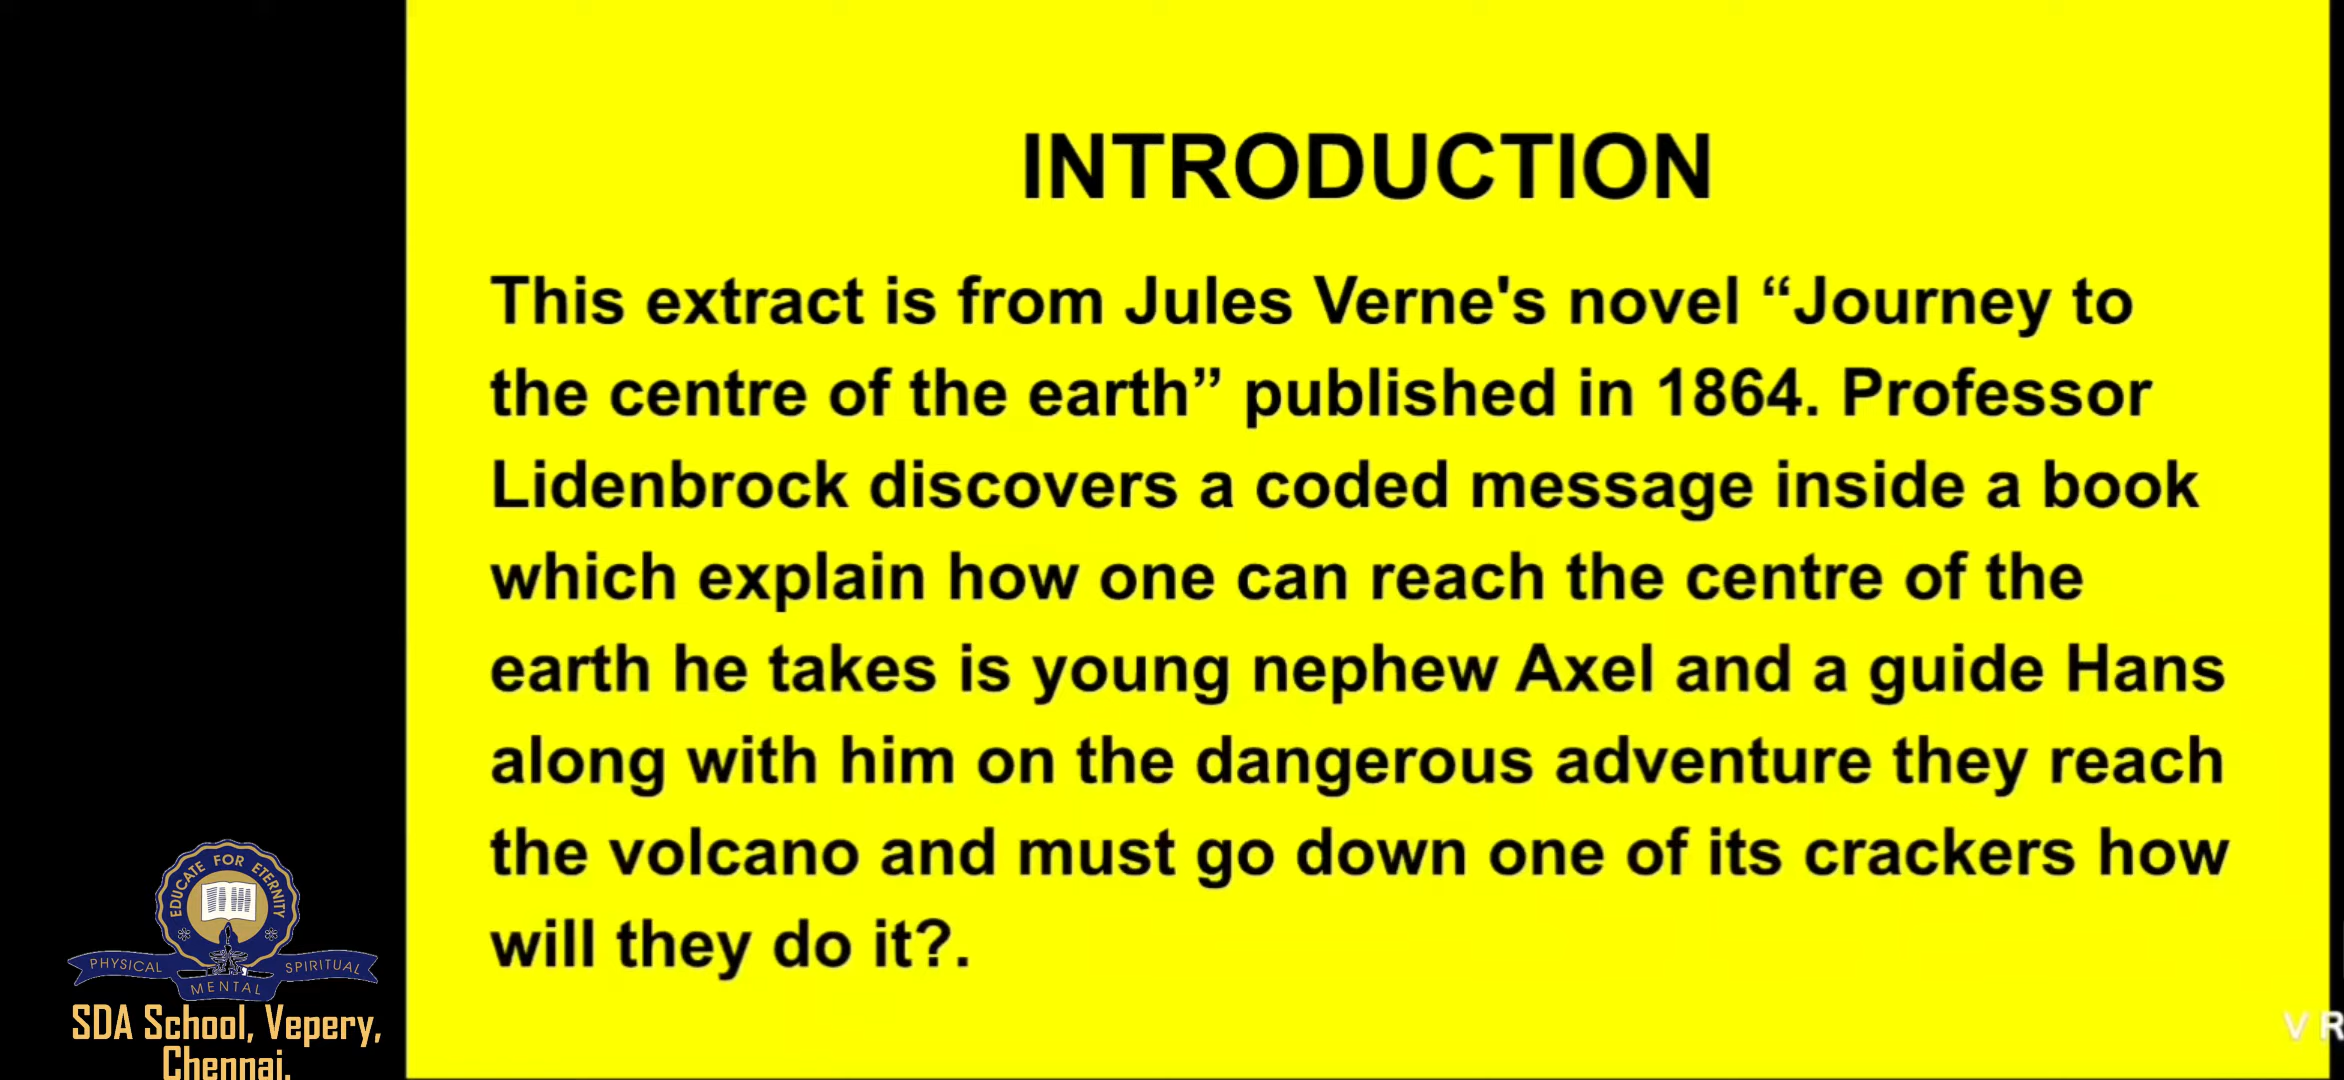 INTRODUCTION
This extract is from Jules Verne's novel “Journey to
the centre of the earth” published in 1864. Professor
Lidenbrock discovers a coded message inside a book
which explain how one can reach the centre of the
earth he takes is young nephew Axel and a guide Hans
along with him on the dangerous adventure they reach
the volcano and must go down one of its crackers how
will they do it?.
EDUCATE FOR ETERNITY
PHYSICAL
MENTAL
SPIRITUAL
SDA School, Vepery,
Chennai.
V R